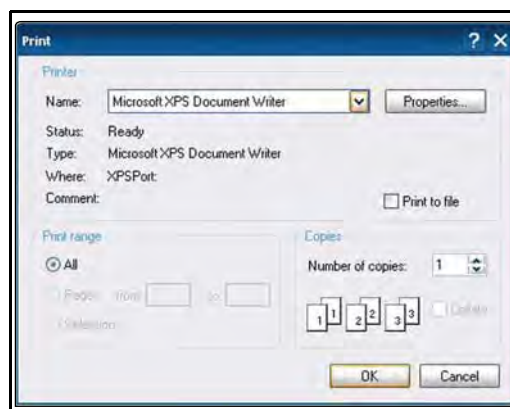 Print
? X
Printer
Name: Microsoft XPS Document Writer Properties...
Status: Ready
Type: Microsoft XPS Document Writer
Where: XPSPort:
Comment: Print to file
Print range
All
Pages from: to:
Selection
Copies
Number of copies: 1
1 1 2 2 3 3 Collate
OK Cancel